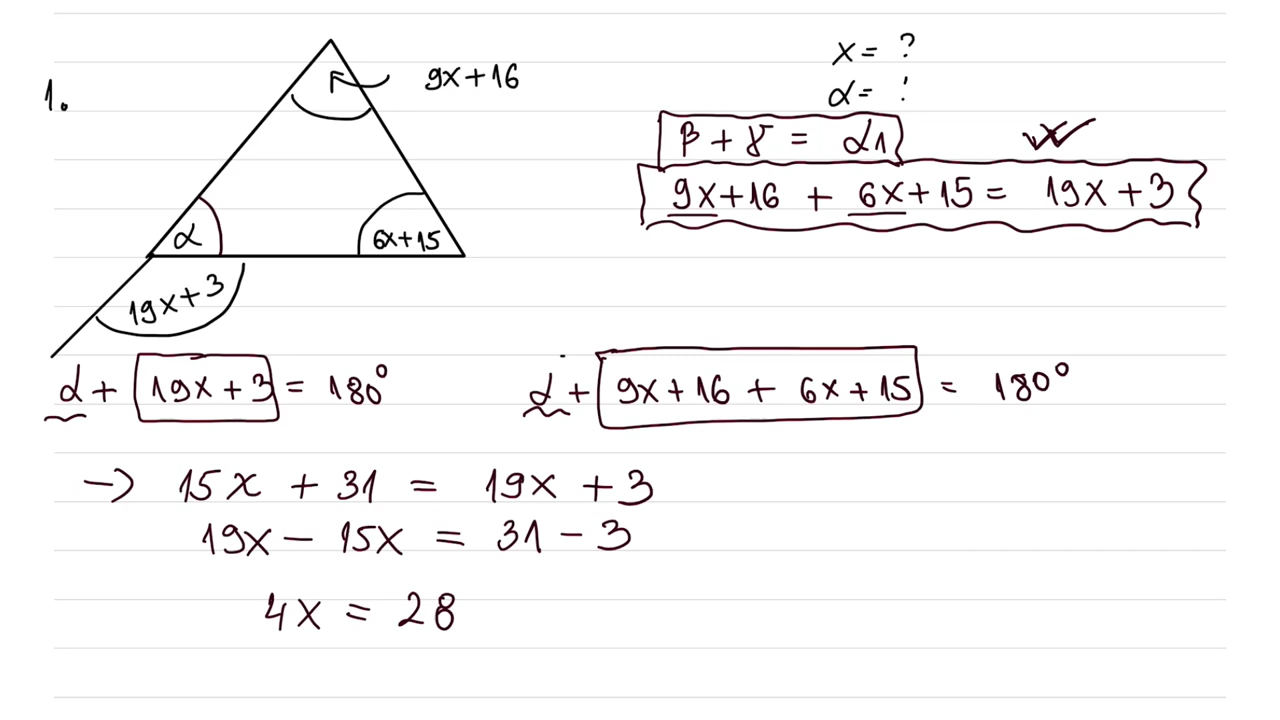 1.
9x+16
x= ?
α= ?
β + γ = α1
9x+16 + 6x+15 = 19x+3
α
6x+15
19x+3
α + 19x+3 = 180°
α + 9x+16 + 6x+15 = 180°
→ 15x + 31 = 19x + 3
19x - 15x = 31 - 3
4x = 28